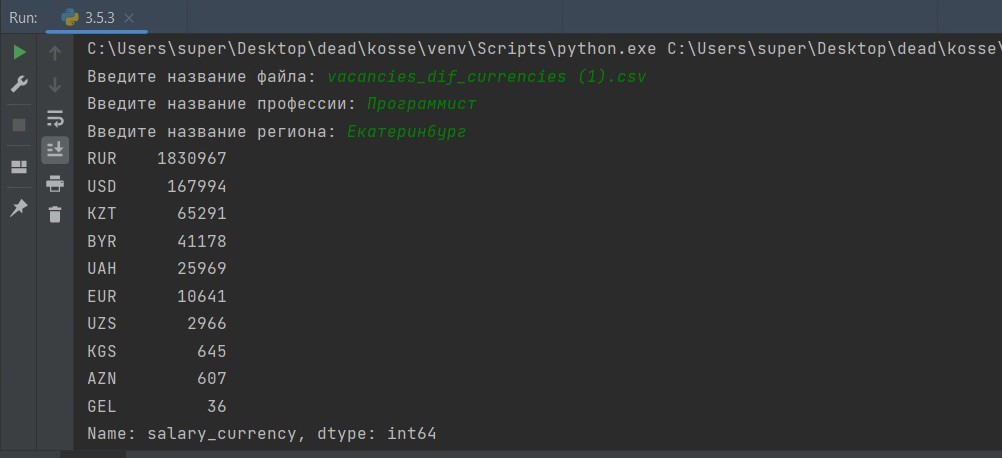 Run: 3.5.3
C:\Users\super\Desktop\dead\kosse\venv\Scripts\python.exe C:\Users\super\Desktop\dead\kosse\
Введите название файла: vacancies_dif_currencies (1).csv
Введите название профессии: Программист
Введите название региона: Екатеринбург
RUR 1830967
USD 167994
KZT 65291
BYR 41178
UAH 25969
EUR 10641
UZS 2966
KGS 645
AZN 607
GEL 36
Name: salary_currency, dtype: int64